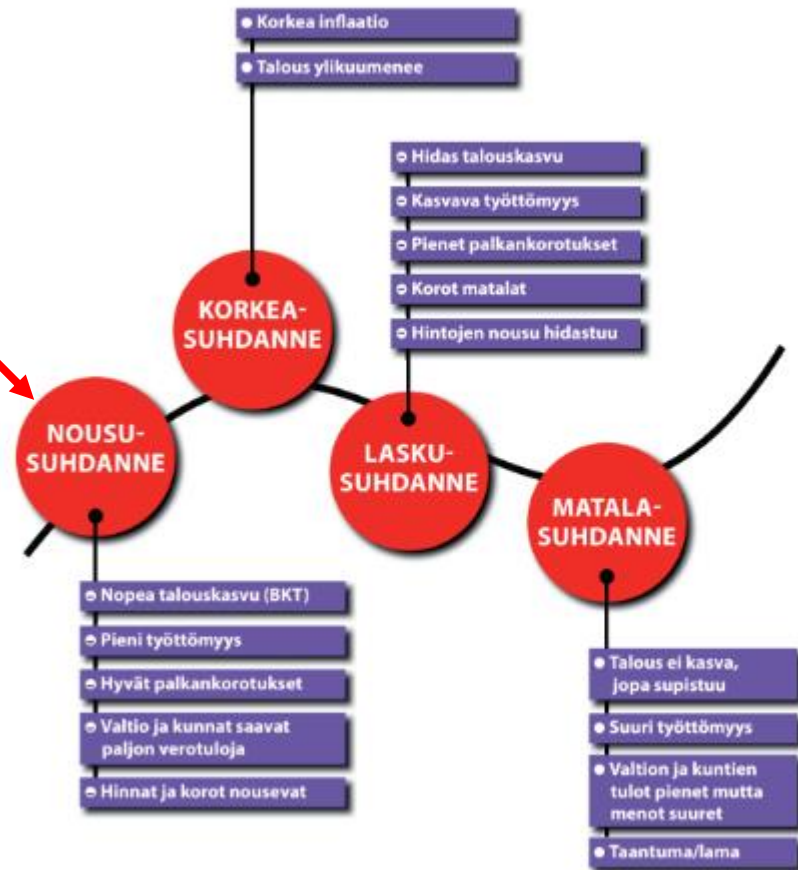 Korkea inflaatio
Talous ylikuumenee
KORKEA-
SUHDANNE
Hidas talouskasvu
Kasvava työttömyys
Pienet palkankorotukset
Korot matalat
Hintojen nousu hidastuu
NOUSU-
SUHDANNE
LASKU-
SUHDANNE
MATALA-
SUHDANNE
Nopea talouskasvu (BKT)
Pieni työttömyys
Hyvät palkankorotukset
Valtio ja kunnat saavat
paljon verotuloja
Hinnat ja korot nousevat
Talous ei kasva,
jopa supistuu
Suuri työttömyys
Valtion ja kuntien
tulot pienet mutta
menot suuret
Taantuma/lama